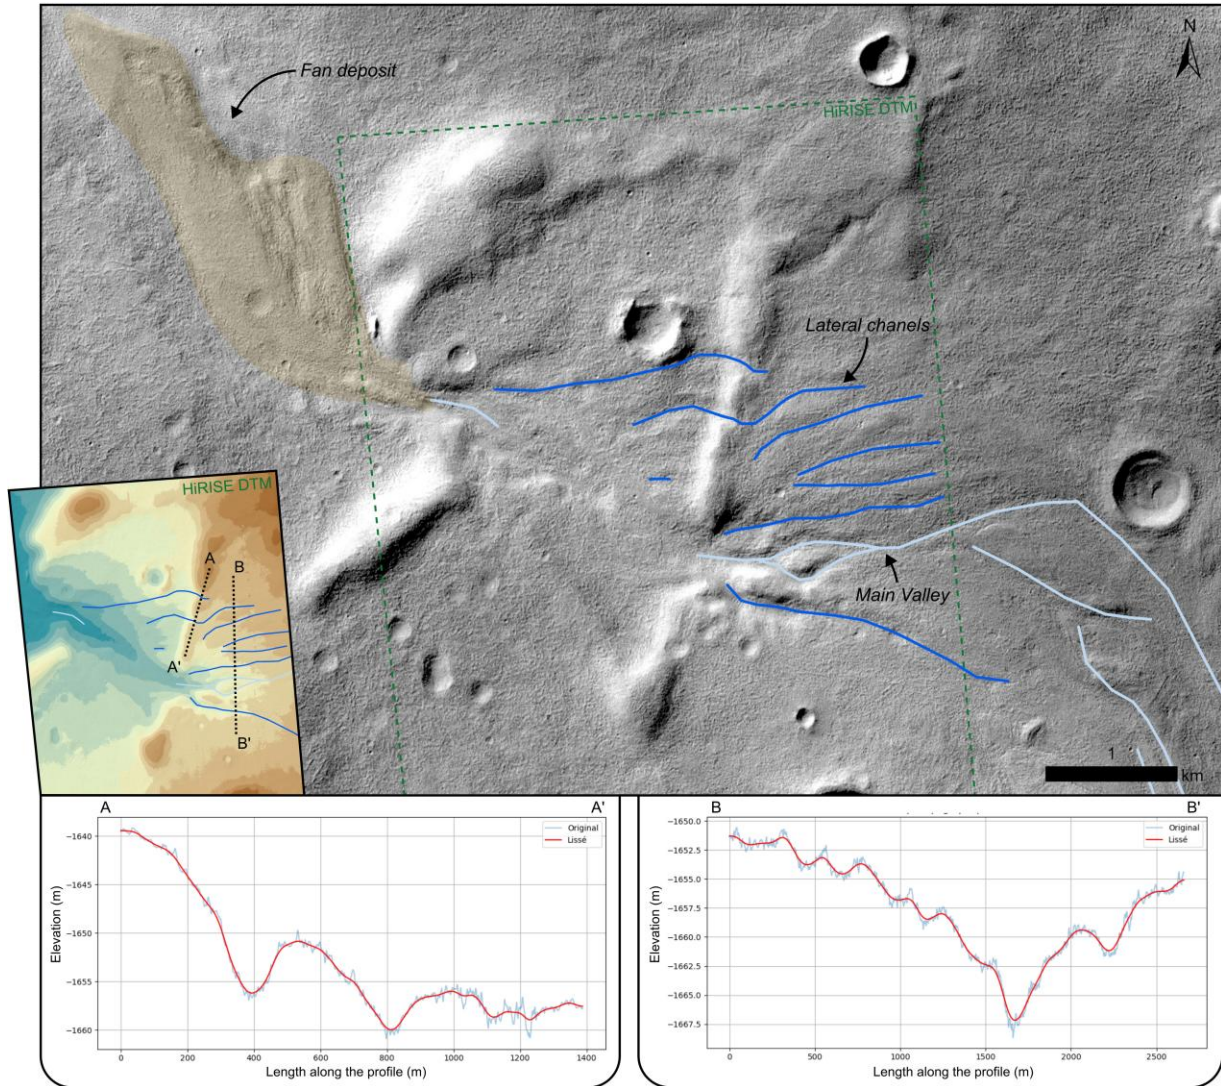 N
Fan deposit
HiRISE DTM
Lateral chanels
HiRISE DTM
A
B
A'
B'
Main Valley
1
km
A
A'
Original
Lissé
−1640
−1645
−1650
−1655
−1660
Elevation (m)
0
200
400
600
800
1000
1200
1400
Length along the profile (m)
B
B'
Original
Lissé
−1650.0
−1652.5
−1655.0
−1657.5
−1660.0
−1662.5
−1665.0
−1667.5
Elevation (m)
0
500
1000
1500
2000
2500
Length along the profile (m)